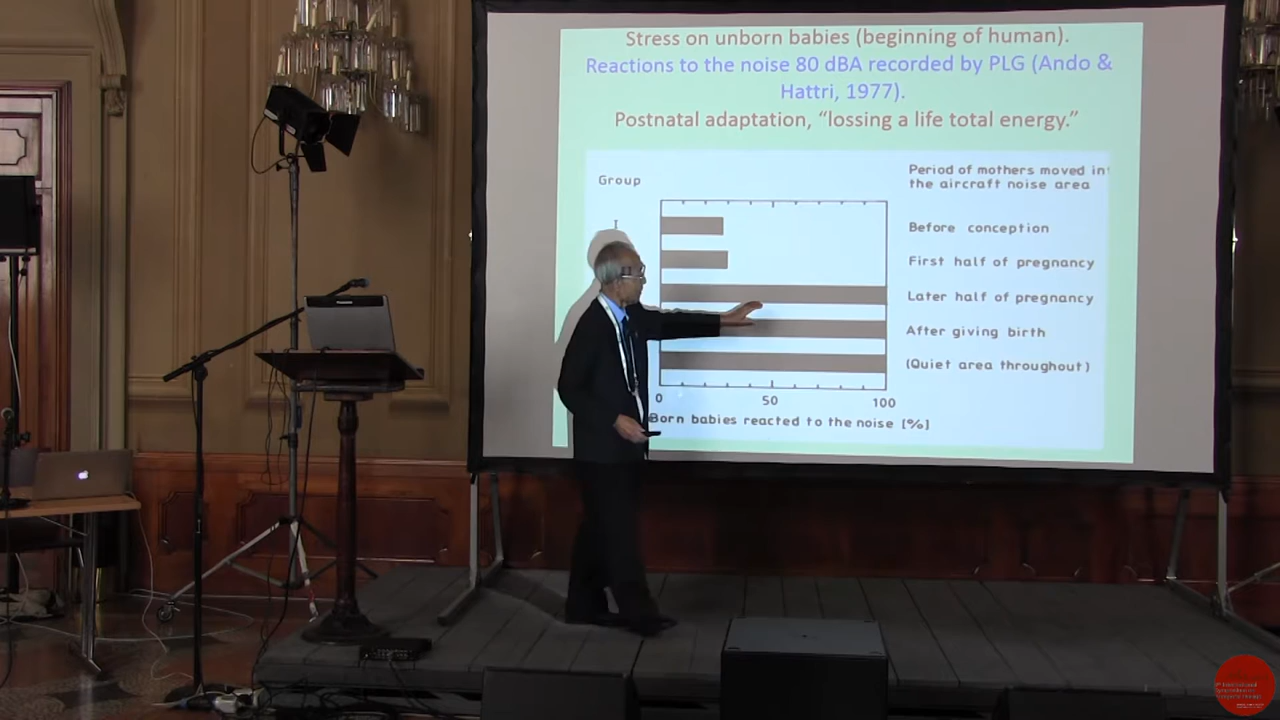 Stress on unborn babies (beginning of human).
Reactions to the noise 80 dBA recorded by PLG (Ando &
Hattri, 1977).
Postnatal adaptation, “lossing a life total energy.”
Group
Period of mothers moved in
the aircraft noise area
I
Before conception
First half of pregnancy
Later half of pregnancy
After giving birth
(Quiet area throughout)
0 50 100
Born babies reacted to the noise [%]